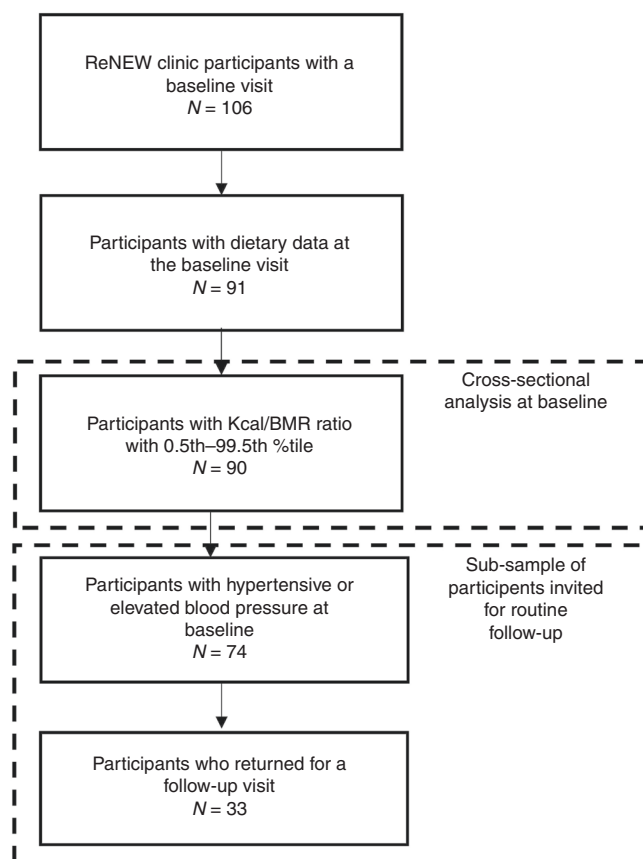 ReNEW clinic participants with a
baseline visit
N = 106
Participants with dietary data at
the baseline visit
N = 91
Cross-sectional
analysis at baseline
Participants with Kcal/BMR ratio
with 0.5th–99.5th %tile
N = 90
Sub-sample of
participants invited
for routine
follow-up
Participants with hypertensive or
elevated blood pressure at
baseline
N = 74
Participants who returned for a
follow-up visit
N = 33